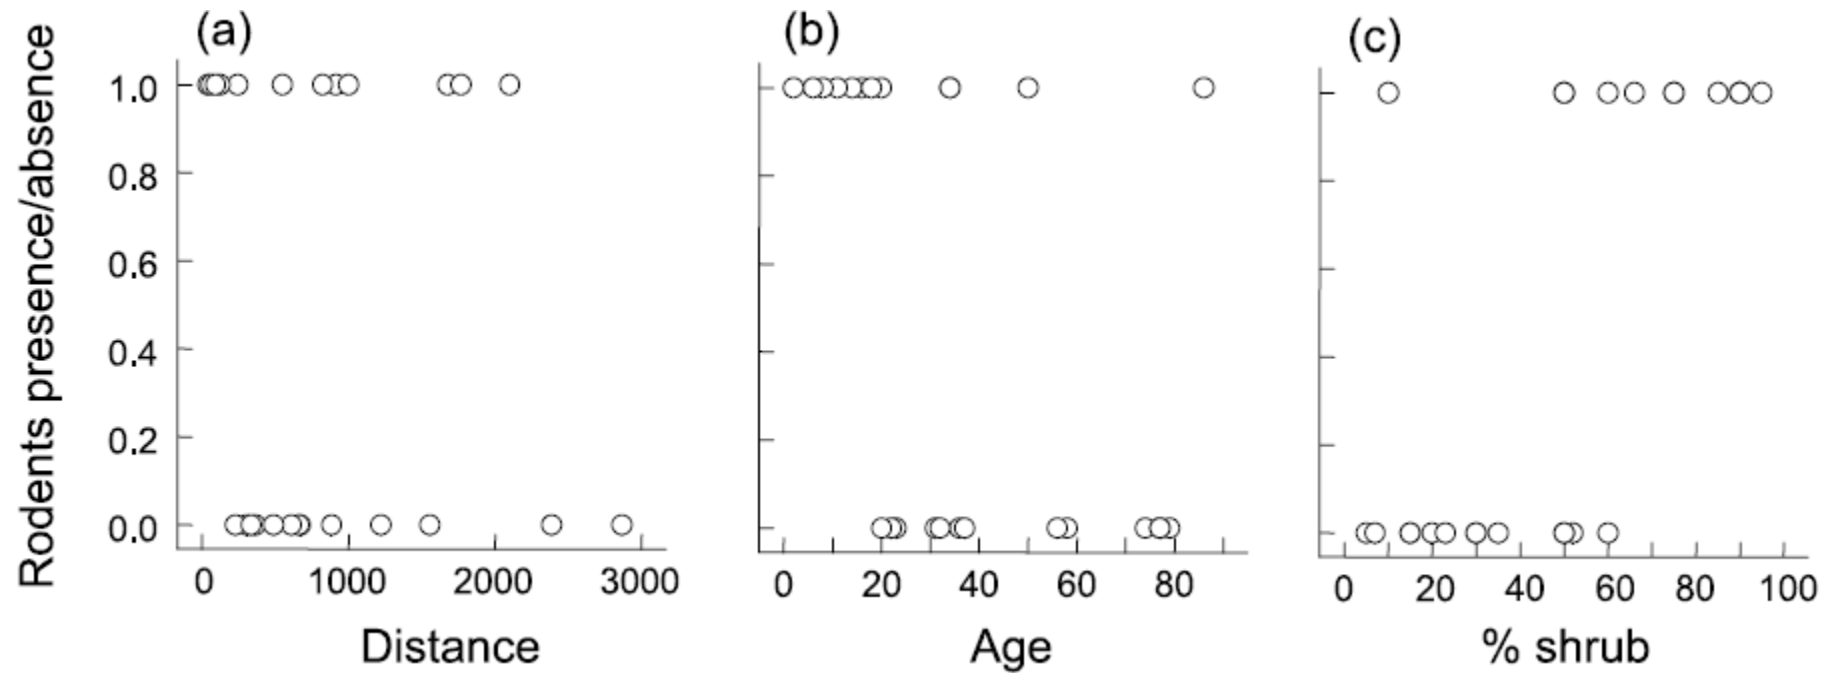 (a)
(b)
(c)
Rodents presence/absence
1.0
0.8
0.6
0.4
0.2
0.0
0 1000 2000 3000
0 20 40 60 80
0 20 40 60 80 100
Distance
Age
% shrub